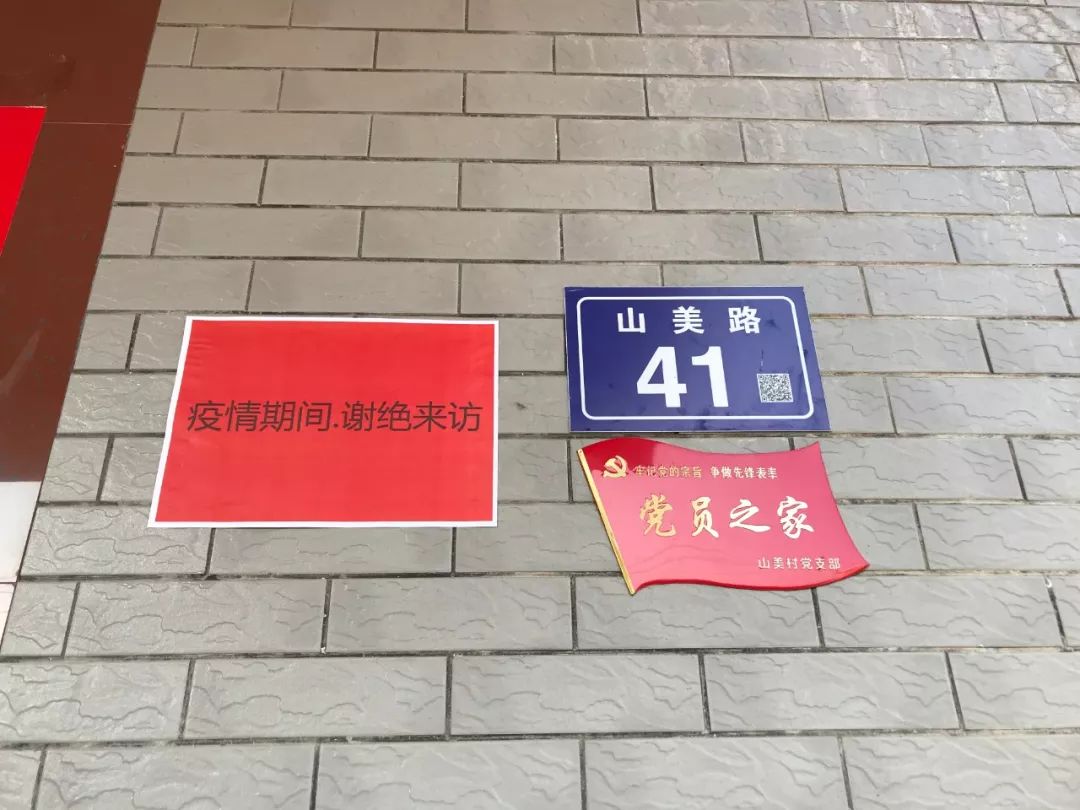 疫情期间.谢绝来访
山美路
41
牢记党的宗旨 争做先锋表率
党员之家
山美村党支部